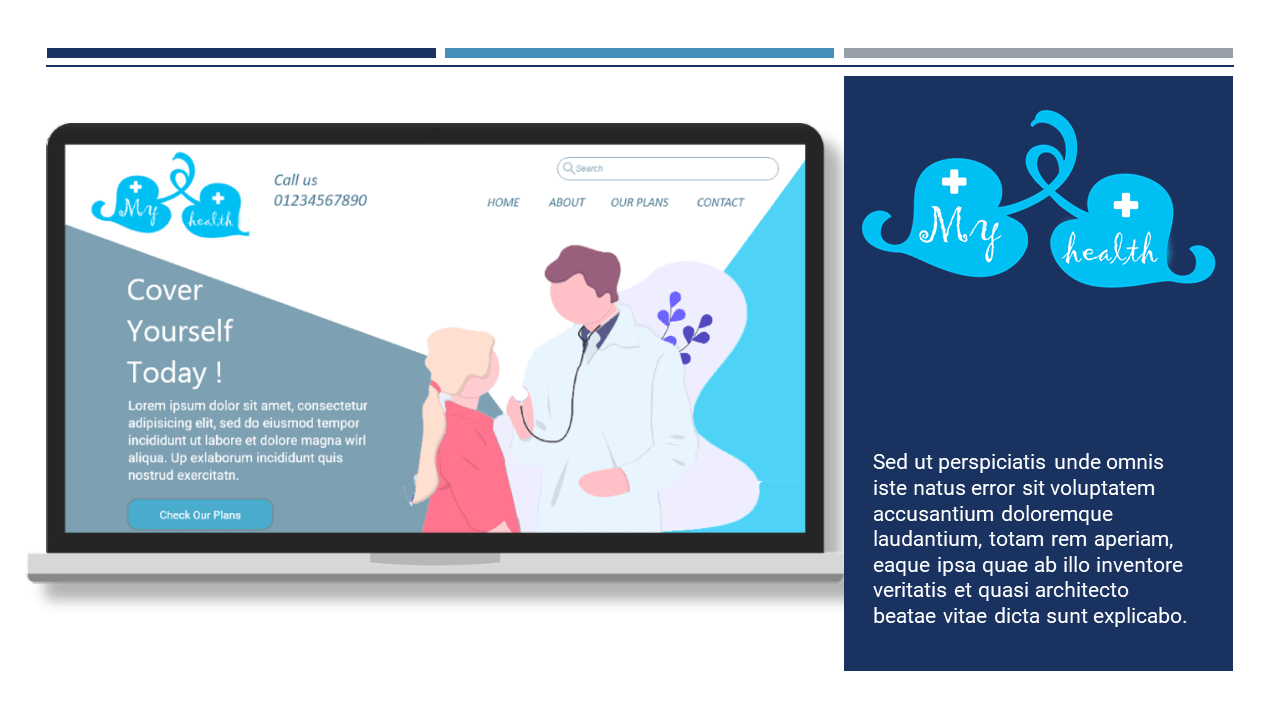 My health
Call us
01234567890
Search
HOME ABOUT OUR PLANS CONTACT
Cover
Yourself
Today !
Lorem ipsum dolor sit amet, consectetur
adipisicing elit, sed do eiusmod tempor
incididunt ut labore et dolore magna wirl
aliqua. Up exlaborum incididunt quis
nostrud exercitatn.
Check Our Plans
My health
Sed ut perspiciatis unde omnis
iste natus error sit voluptatem
accusantium doloremque
laudantium, totam rem aperiam,
eaque ipsa quae ab illo inventore
veritatis et quasi architecto
beatae vitae dicta sunt explicabo.